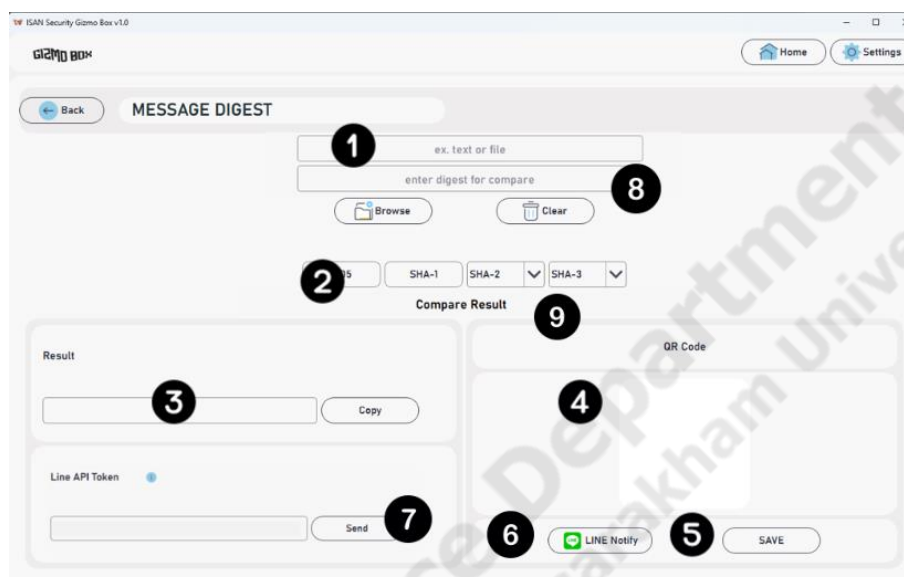 ISAN Security Gizmo Box v1.0
GIZMO BOX
Home
Settings
Back
MESSAGE DIGEST
1
ex. text or file
enter digest for compare
8
Browse
Clear
2
SHA-1
SHA-2
SHA-3
Compare Result
9
Result
QR Code
3
Copy
4
Line API Token
Send
7
6
LINE Notify
5
SAVE
Department